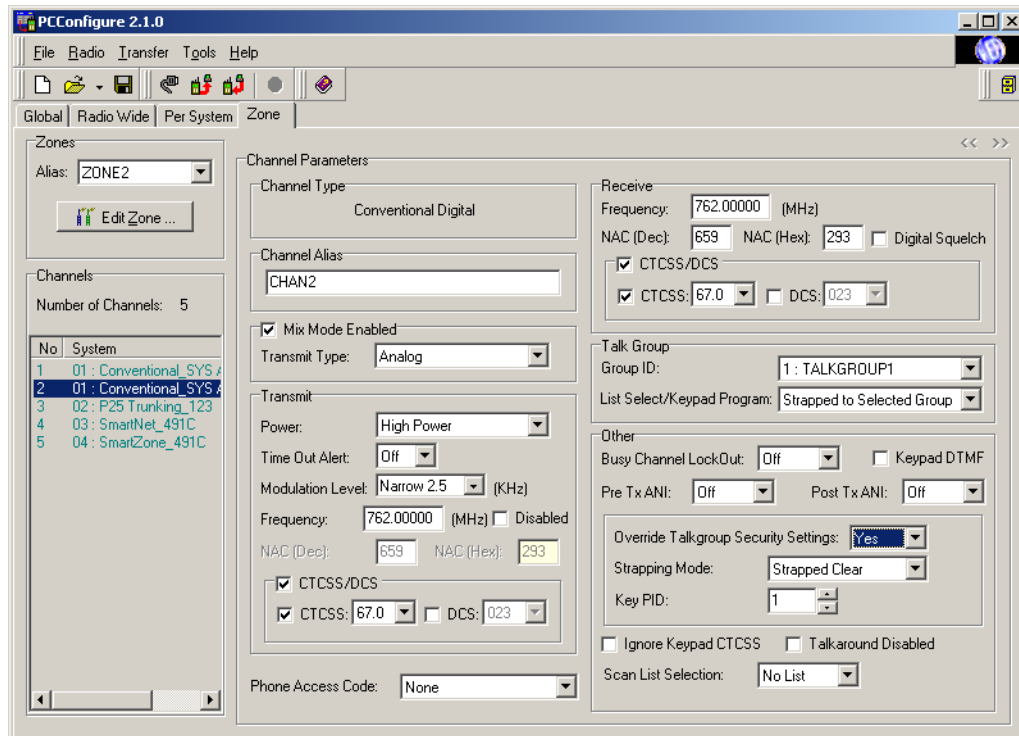 PCConfigure 2.1.0
File Radio Transfer Tools Help
Global Radio Wide Per System Zone
Zones
Alias: ZONE2
Edit Zone ...
Channels
Number of Channels: 5
No System
1 01 : Conventional_SYS A
2 01 : Conventional_SYS A
3 02 : P25 Trunking_123
4 03 : SmartNet_491C
5 04 : SmartZone_491C
<< >>
Channel Parameters
Channel Type
Conventional Digital
Channel Alias
CHAN2
Mix Mode Enabled
Transmit Type: Analog
Transmit
Power: High Power
Time Out Alert: Off
Modulation Level: Narrow 2.5 (KHz)
Frequency: 762.00000 (MHz) Disabled
NAC (Dec): 659 NAC (Hex): 293
CTCSS/DCS
CTCSS: 67.0 DCS: 023
Phone Access Code: None
Receive
Frequency: 762.00000 (MHz)
NAC (Dec): 659 NAC (Hex): 293 Digital Squelch
CTCSS/DCS
CTCSS: 67.0 DCS: 023
Talk Group
Group ID: 1 : TALKGROUP1
List Select/Keypad Program: Strapped to Selected Group
Other
Busy Channel LockOut: Off Keypad DTMF
Pre Tx ANI: Off Post Tx ANI: Off
Override Talkgroup Security Settings: Yes
Strapping Mode: Strapped Clear
Key PID: 1
Ignore Keypad CTCSS Talkaround Disabled
Scan List Selection: No List